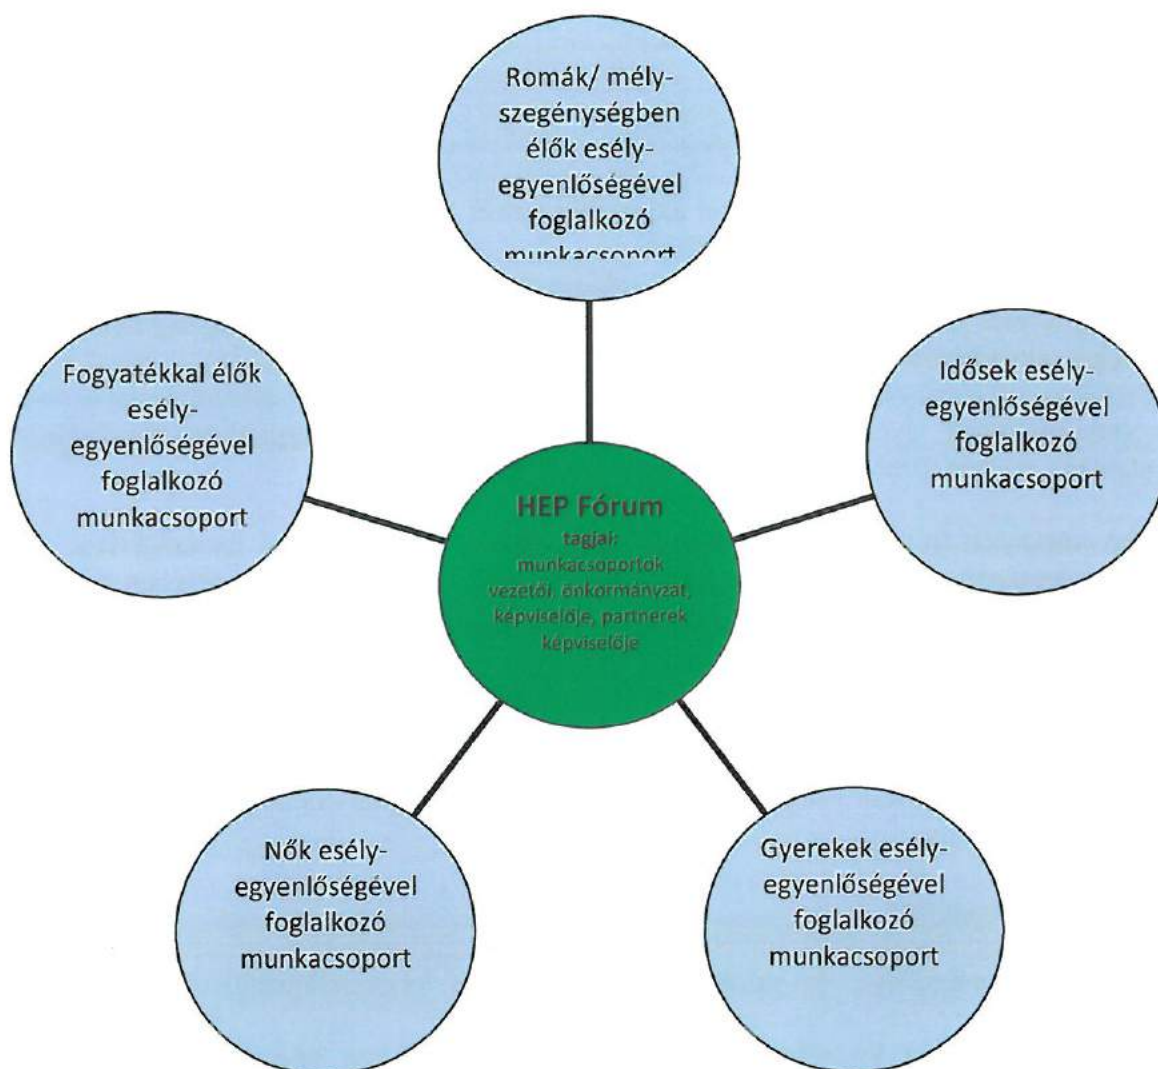 Romák/ mély-
szegénységben
élők esély-
egyenlőségével
foglalkozó
munkacsoport
Fogyatékkal élők
esély-
egyenlőségével
foglalkozó
munkacsoport
Idősek esély-
egyenlőségével
foglalkozó
munkacsoport
HEP Fórum
tagjai:
munkacsoportok
vezetői, önkormányzat,
képviselője, partnerek
képviselője
Nők esély-
egyenlőségével
foglalkozó
munkacsoport
Gyerekek esély-
egyenlőségével
foglalkozó
munkacsoport